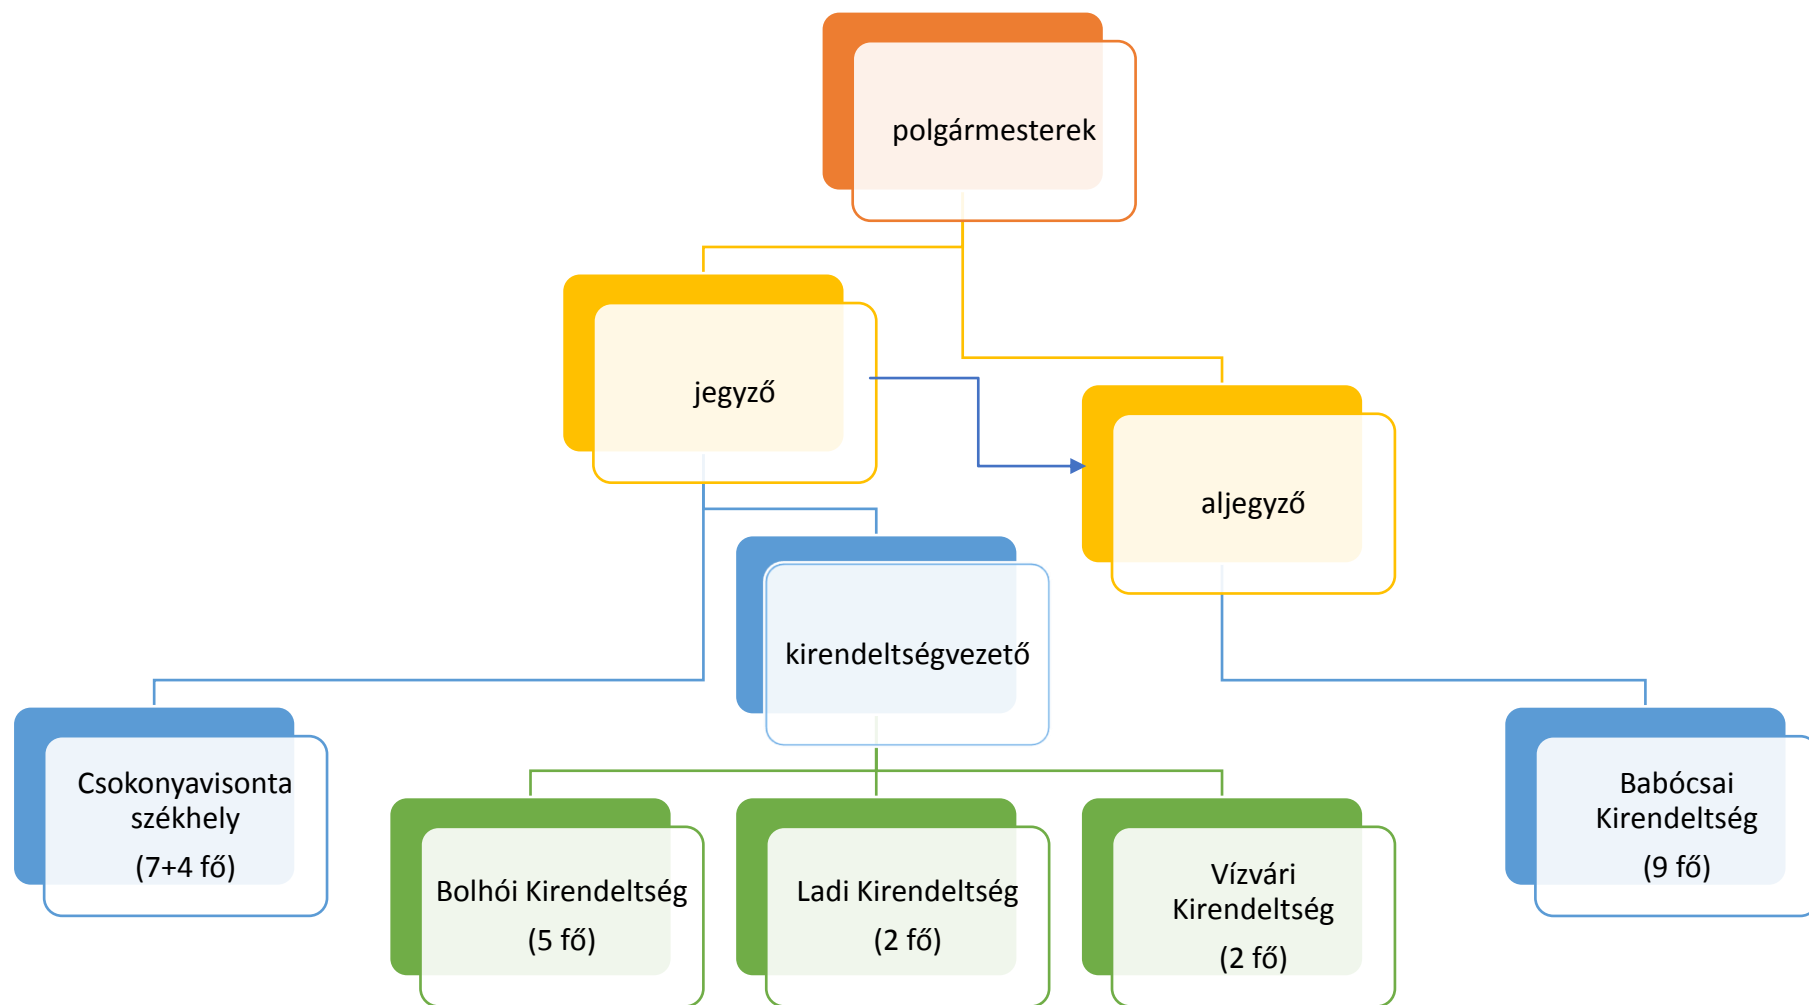 polgármesterek
jegyző
aljegyző
kirendeltségvezető
Csokonyavisonta
székhely
(7+4 fő)
Bolhói Kirendeltség
(5 fő)
Ladi Kirendeltség
(2 fő)
Vízvári
Kirendeltség
(2 fő)
Babócsai
Kirendeltség
(9 fő)